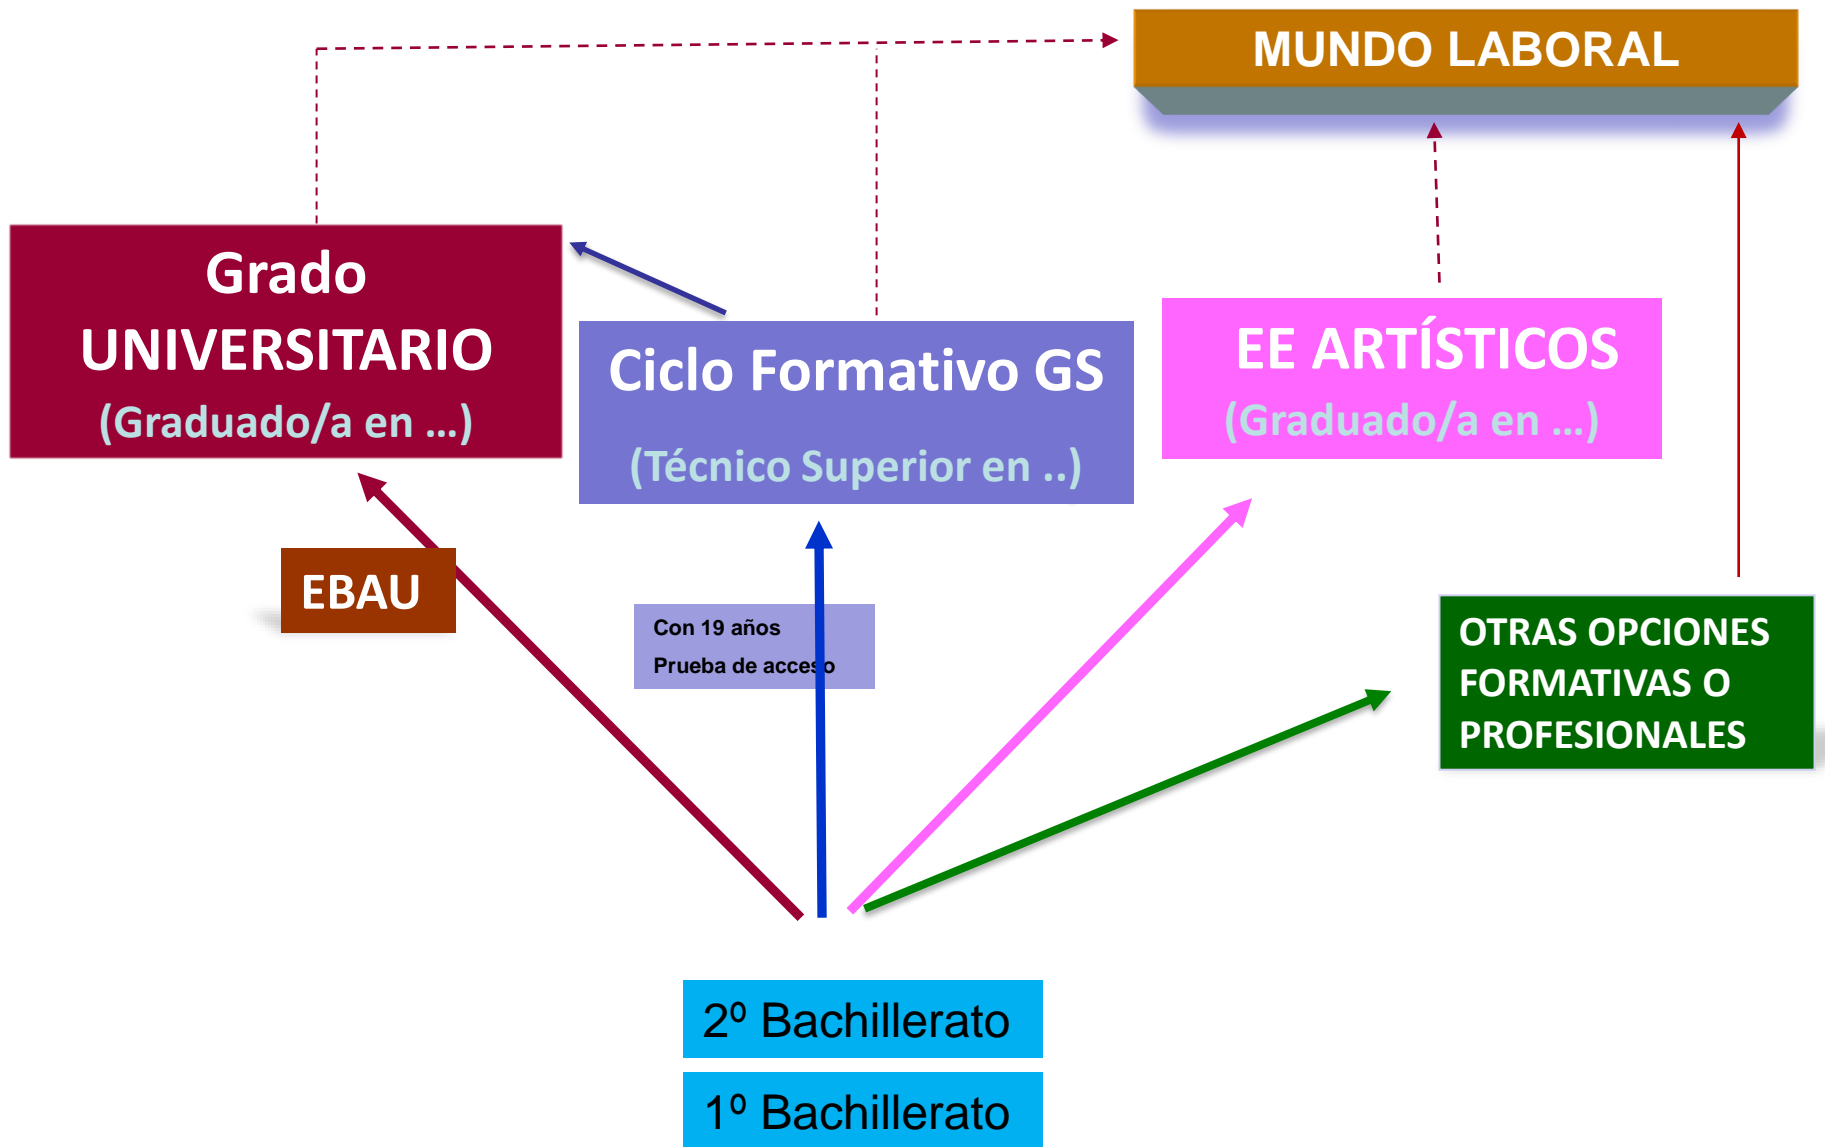 MUNDO LABORAL
Grado
UNIVERSITARIO
(Graduado/a en ...)
Ciclo Formativo GS
(Técnico Superior en ..)
EE ARTÍSTICOS
(Graduado/a en ...)
EBAU
Con 19 años
Prueba de acceso
OTRAS OPCIONES
FORMATIVAS O
PROFESIONALES
2º Bachillerato
1º Bachillerato